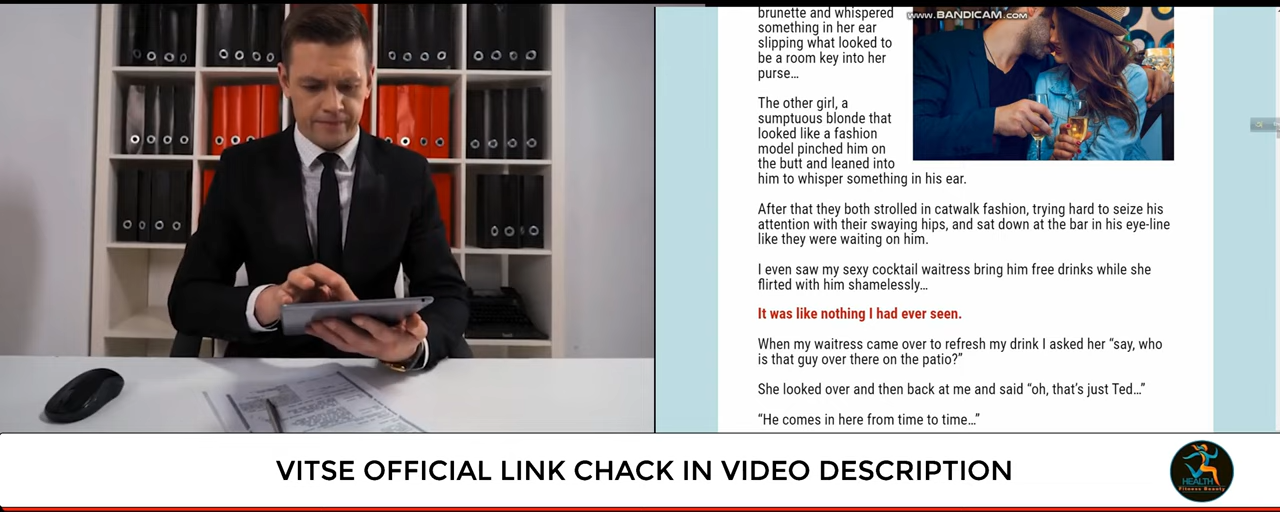 brunette and whispered
something in her ear
slipping what looked to
be a room key into her
purse…
www.BANDICAM.com
The other girl, a
sumptuous blonde that
looked like a fashion
model pinched him on
the butt and leaned into
him to whisper something in his ear.
After that they both strolled in catwalk fashion, trying hard to seize his
attention with their swaying hips, and sat down at the bar in his eye-line
like they were waiting on him.
I even saw my sexy cocktail waitress bring him free drinks while she
flirted with him shamelessly…
It was like nothing I had ever seen.
When my waitress came over to refresh my drink I asked her “say, who
is that guy over there on the patio?”
She looked over and then back at me and said “oh, that’s just Ted…”
“He comes in here from time to time…”
VITSE OFFICIAL LINK CHACK IN VIDEO DESCRIPTION
HEALTH
Fitness Beauty